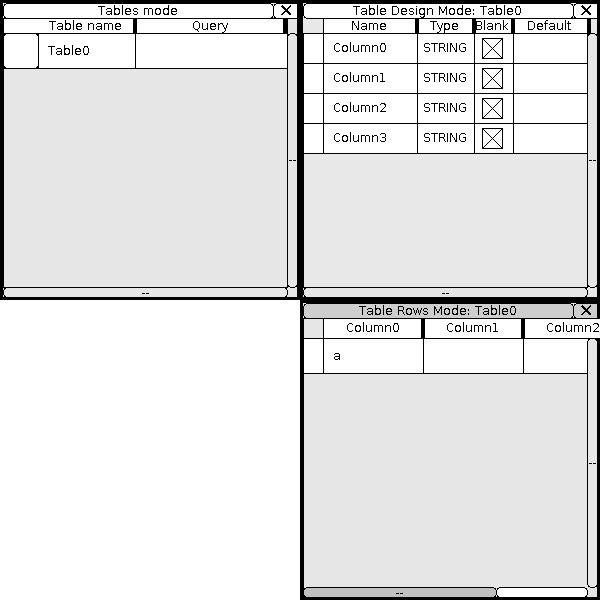 Tables mode
Table name Query
Table0
--
--
Table Design Mode: Table0
Name Type Blank Default
Column0 STRING
Column1 STRING
Column2 STRING
Column3 STRING
--
--
Table Rows Mode: Table0
Column0 Column1 Column2
a
--
--